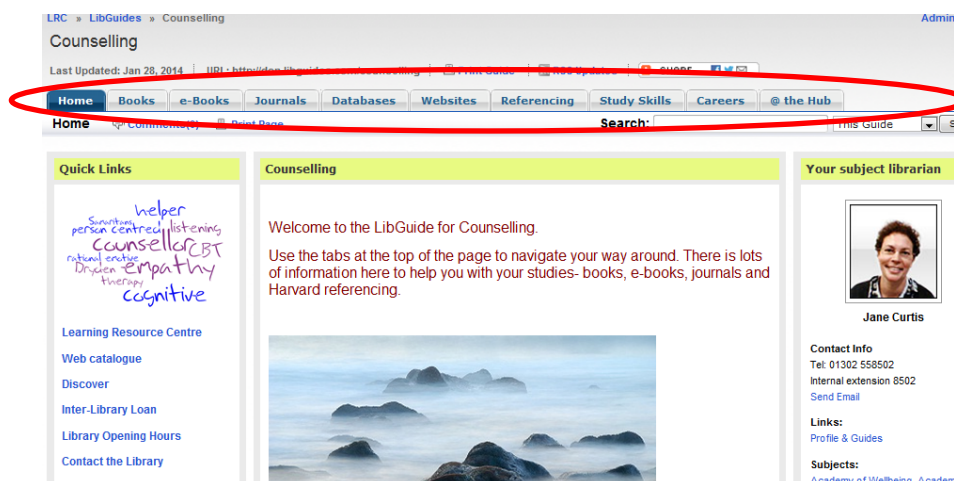 LRC » LibGuides » Counselling Admin
Counselling
Last Updated: Jan 28, 2014 URL: Print Guide RSS Updates SHARE
Home Books e-Books Journals Databases Websites Referencing Study Skills Careers @ the Hub
Home Comments(0) Print Page Search: This Guide
Quick Links
helper
Samaritans
person centred listening
counsellor CBT
rational emotive
Dryden empathy
therapy
cognitive
Learning Resource Centre
Web catalogue
Discover
Inter-Library Loan
Library Opening Hours
Contact the Library
Counselling
Welcome to the LibGuide for Counselling.
Use the tabs at the top of the page to navigate your way around. There is lots
of information here to help you with your studies- books, e-books, journals and
Harvard referencing.
Your subject librarian
Jane Curtis
Contact Info
Tel: 01302 558502
Internal extension 8502
Send Email
Links:
Profile & Guides
Subjects:
Academy of Wellbeing, Academ